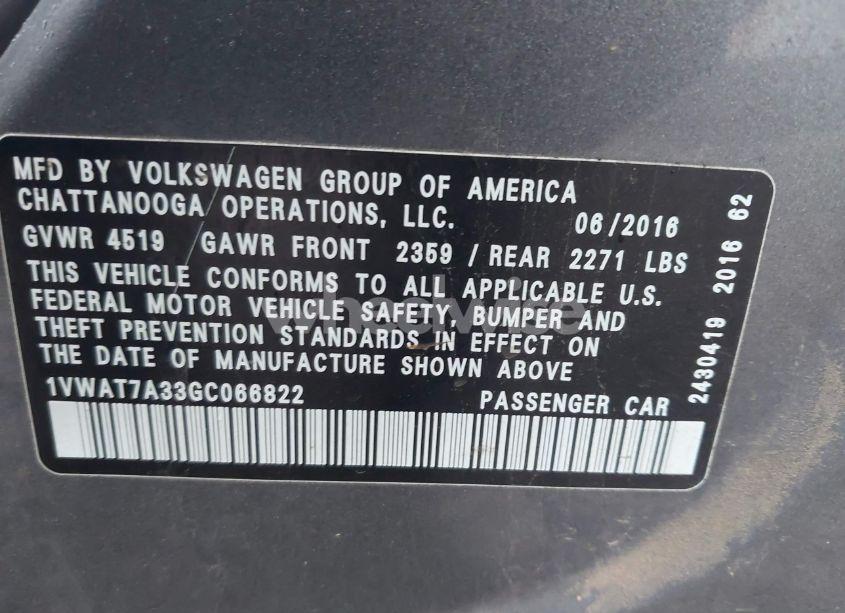 MFD BY VOLKSWAGEN GROUP OF AMERICA
CHATTANOOGA OPERATIONS, LLC. 06/2016
GVWR 4519 GAWR FRONT 2359 / REAR 2271 LBS
THIS VEHICLE CONFORMS TO ALL APPLICABLE U.S.
FEDERAL MOTOR VEHICLE SAFETY, BUMPER AND
THEFT PREVENTION STANDARDS IN EFFECT ON
THE DATE OF MANUFACTURE SHOWN ABOVE
1VWAT7A33GC066822 PASSENGER CAR
2430419 2016 62